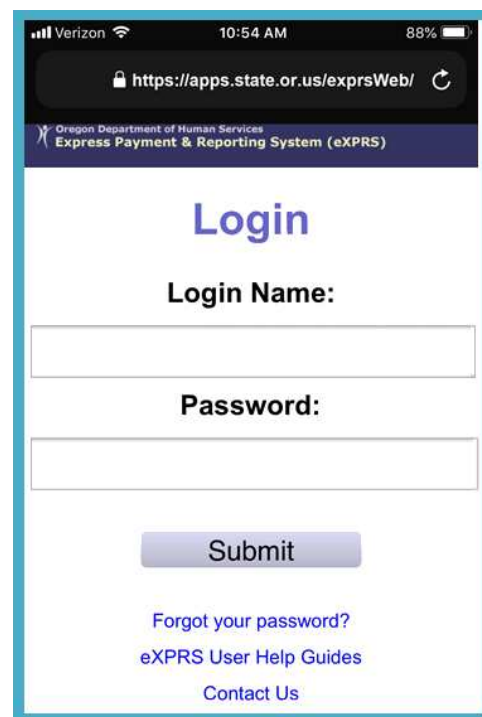 Verizon 10:54 AM 88%
https://apps.state.or.us/exprsWeb/
Oregon Department of Human Services
Express Payment & Reporting System (eXPRS)
Login
Login Name:
Password:
Submit
Forgot your password?
eXPRS User Help Guides
Contact Us